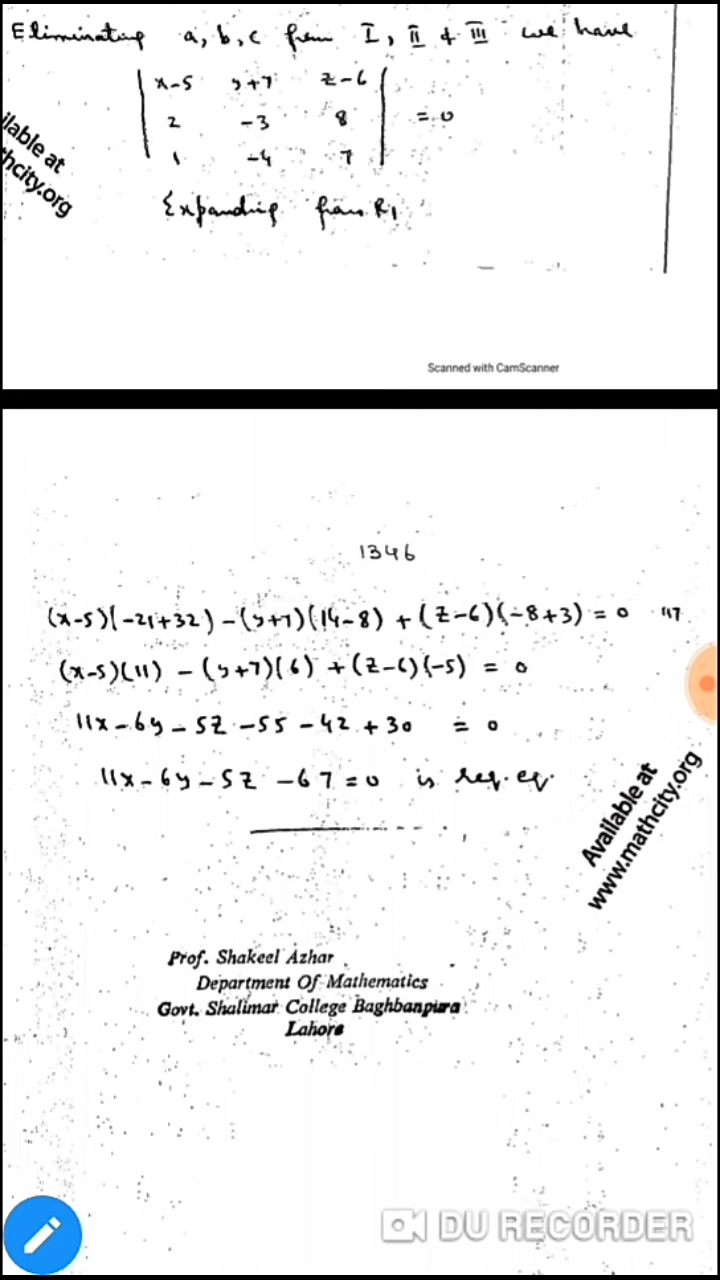 Eliminating a, b, c from I, II & III we have
| x-5 y+7 z-6 |
| 2 -3 8 | = 0
| 1 -4 7 |
ilable at
thcity.org
Expanding from R₁
Scanned with CamScanner
1346
(x-5)(-21+32) - (y+7)(14-8) + (z-6)(-8+3) = 0 117
(x-5)(11) - (y+7)(6) + (z-6)(-5) = 0
11x - 6y - 5z - 55 - 42 + 30 = 0
11x - 6y - 5z - 67 = 0 is req. eq.
Available at
www.mathcity.org
Prof. Shakeel Azhar
Department Of Mathematics
Govt. Shalimar College Baghbanpura
Lahore
DU RECORDER